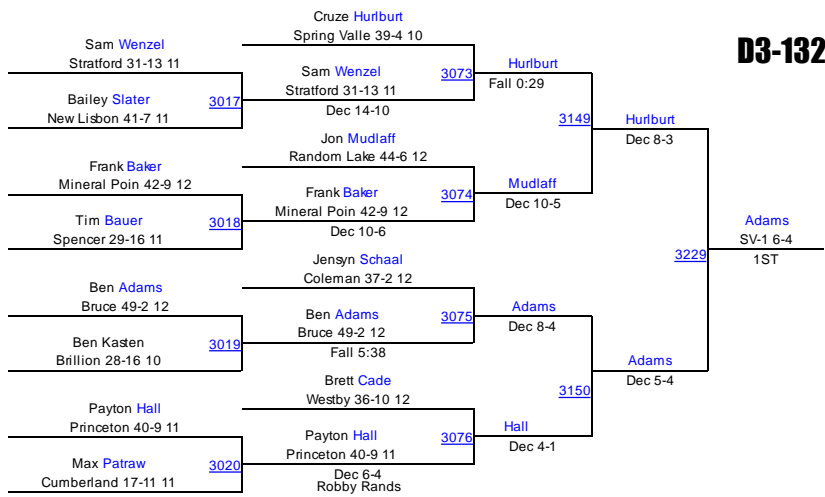 D3-132
Sam Wenzel
Stratford 31-13 11
Bailey Slater
New Lisbon 41-7 11
3017
Frank Baker
Mineral Poin 42-9 12
Tim Bauer
Spencer 29-16 11
3018
Ben Adams
Bruce 49-2 12
Ben Kasten
Brillion 28-16 10
3019
Payton Hall
Princeton 40-9 11
Max Patraw
Cumberland 17-11 11
3020
Cruze Hurlburt
Spring Valle 39-4 10
Sam Wenzel
Stratford 31-13 11
Dec 14-10
3073
Jon Mudlaff
Random Lake 44-6 12
Frank Baker
Mineral Poin 42-9 12
Dec 10-6
3074
Jensyn Schaal
Coleman 37-2 12
Ben Adams
Bruce 49-2 12
Fall 5:38
3075
Brett Cade
Westby 36-10 12
Payton Hall
Princeton 40-9 11
Dec 6-4
Robby Rands
3076
Hurlburt
Fall 0:29
Mudlaff
Dec 10-5
3149
Adams
Dec 8-4
Hall
Dec 4-1
3150
Hurlburt
Dec 8-3
Adams
Dec 5-4
3229
Adams
SV-1 6-4
1ST